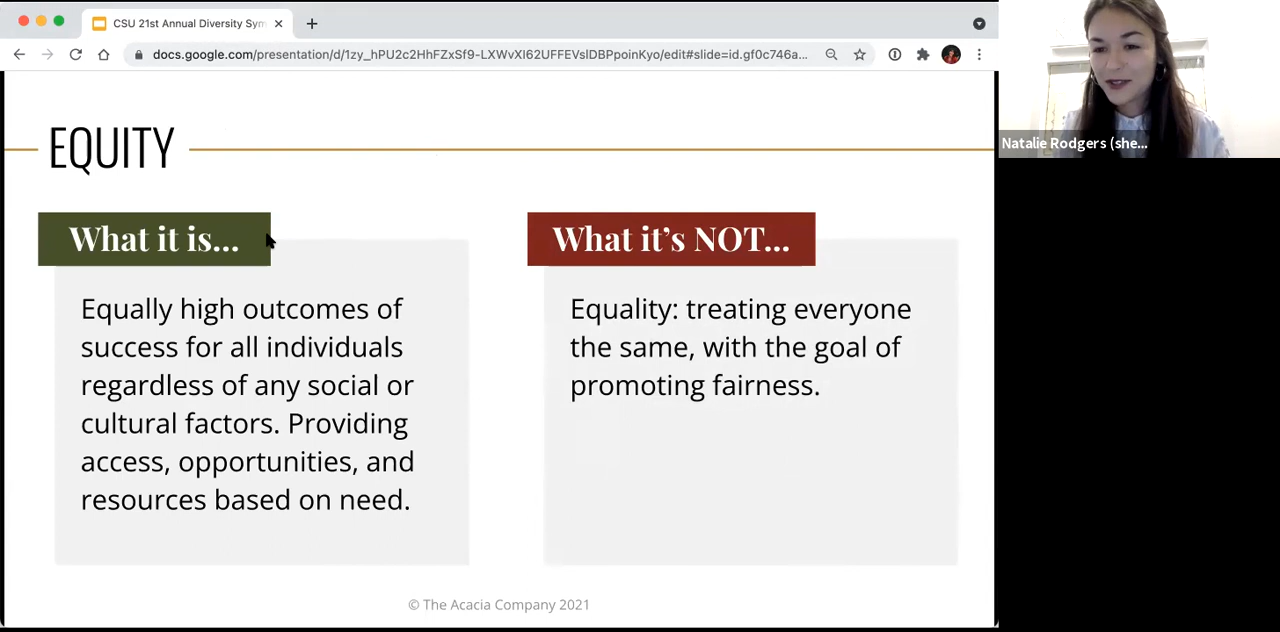 CSU 21st Annual Diversity Sym
docs.google.com/presentation/d/1zy_hPU2c2HhFZxSf9-LXWvXI62UFFEVslDBPpoinKyo/edit#slide=id.gf0c746a...
Natalie Rodgers (she...
EQUITY
What it is...
Equally high outcomes of
success for all individuals
regardless of any social or
cultural factors. Providing
access, opportunities, and
resources based on need.
What it’s NOT...
Equality: treating everyone
the same, with the goal of
promoting fairness.
© The Acacia Company 2021